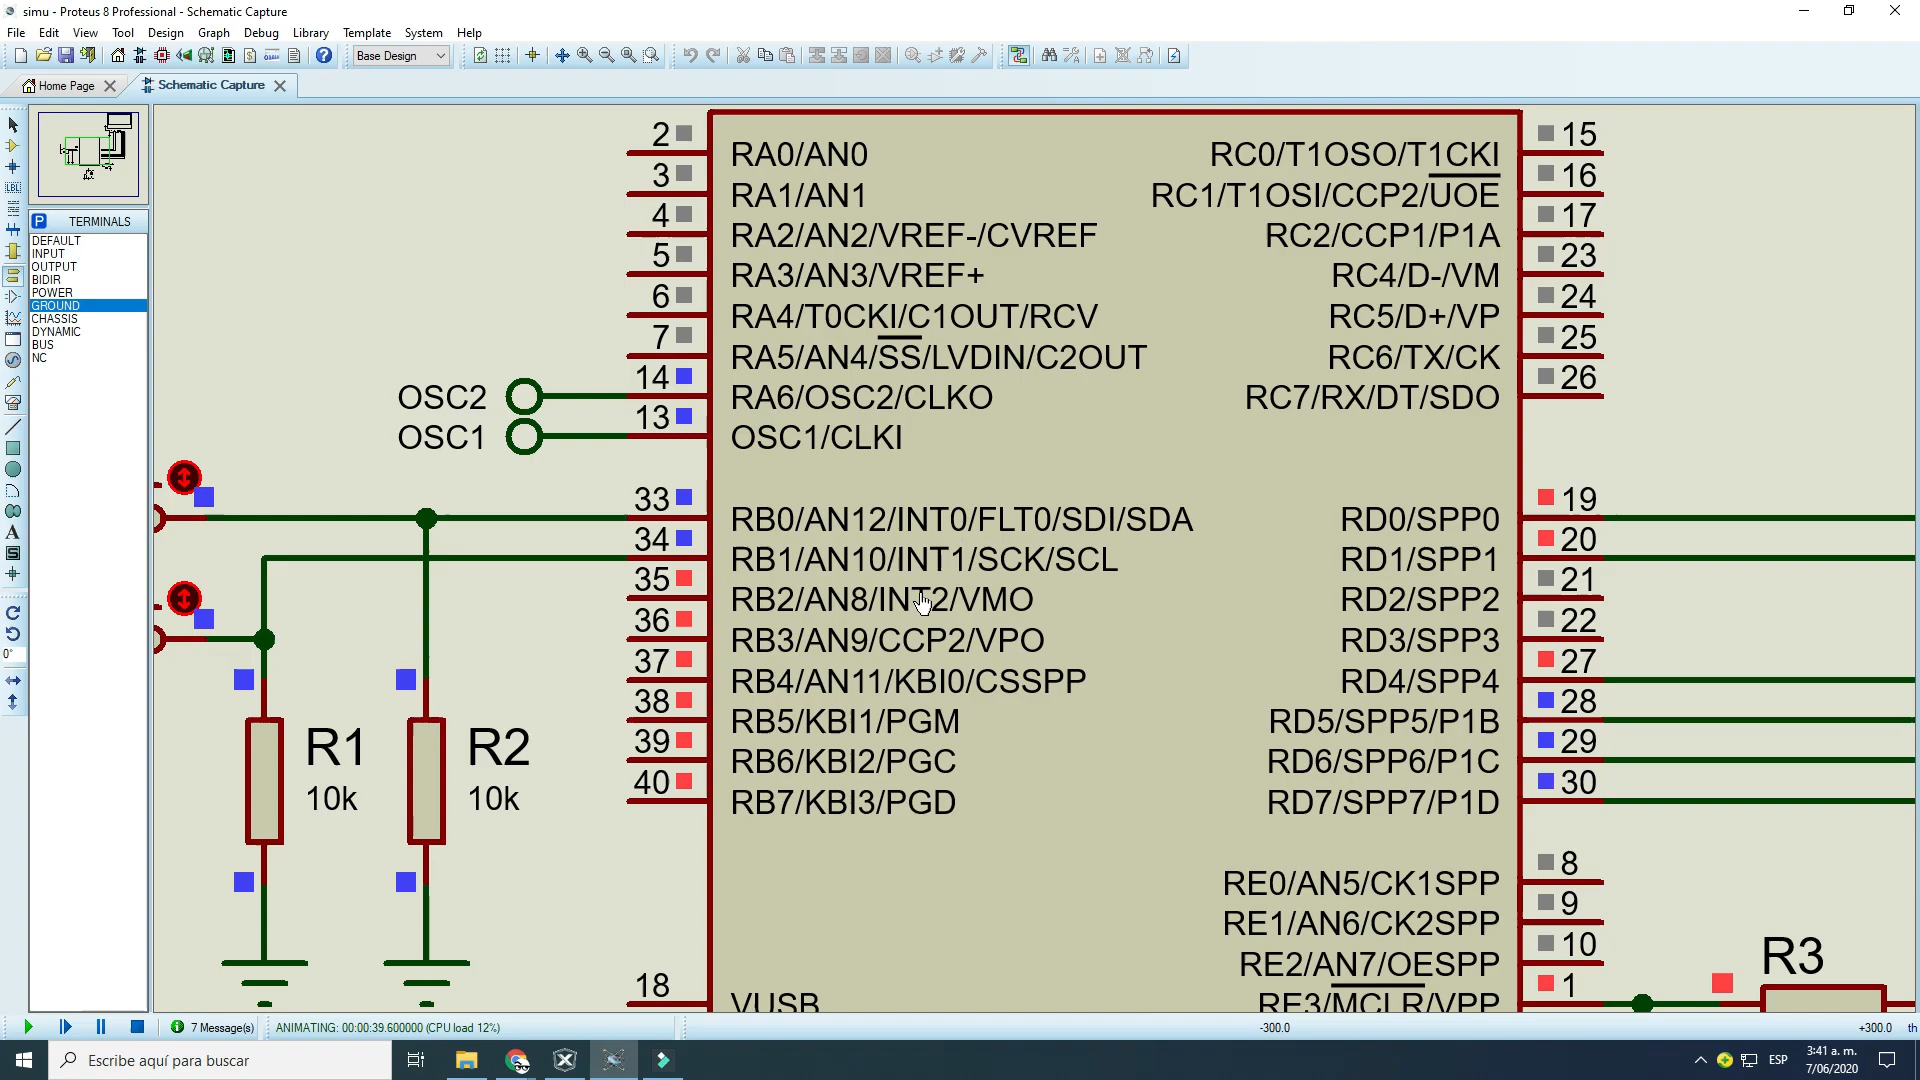 simu - Proteus 8 Professional - Schematic Capture
File Edit View Tool Design Graph Debug Library Template System Help
Base Design
Home Page
Schematic Capture
P TERMINALS
DEFAULT
INPUT
OUTPUT
BIDIR
POWER
GROUND
CHASSIS
DYNAMIC
BUS
NC
LBL
A
S
0°
2 RA0/AN0
3 RA1/AN1
4 RA2/AN2/VREF-/CVREF
5 RA3/AN3/VREF+
6 RA4/T0CKI/C1OUT/RCV
7 RA5/AN4/SS/LVDIN/C2OUT
OSC2 14 RA6/OSC2/CLKO
OSC1 13 OSC1/CLKI
33 RB0/AN12/INT0/FLT0/SDI/SDA
34 RB1/AN10/INT1/SCK/SCL
35 RB2/AN8/INT2/VMO
36 RB3/AN9/CCP2/VPO
37 RB4/AN11/KBI0/CSSPP
38 RB5/KBI1/PGM
39 RB6/KBI2/PGC
40 RB7/KBI3/PGD
18 VUSB
RC0/T1OSO/T1CKI 15
RC1/T1OSI/CCP2/UOE 16
RC2/CCP1/P1A 17
RC4/D-/VM 23
RC5/D+/VP 24
RC6/TX/CK 25
RC7/RX/DT/SDO 26
RD0/SPP0 19
RD1/SPP1 20
RD2/SPP2 21
RD3/SPP3 22
RD4/SPP4 27
RD5/SPP5/P1B 28
RD6/SPP6/P1C 29
RD7/SPP7/P1D 30
RE0/AN5/CK1SPP 8
RE1/AN6/CK2SPP 9
RE2/AN7/OESPP 10
RE3/MCLR/VPP 1
R1
10k
R2
10k
R3
7 Message(s)
ANIMATING: 00:00:39.600000 (CPU load 12%)
-300.0
+300.0
th
Escribe aquí para buscar
ESP
3:41 a. m.
7/06/2020